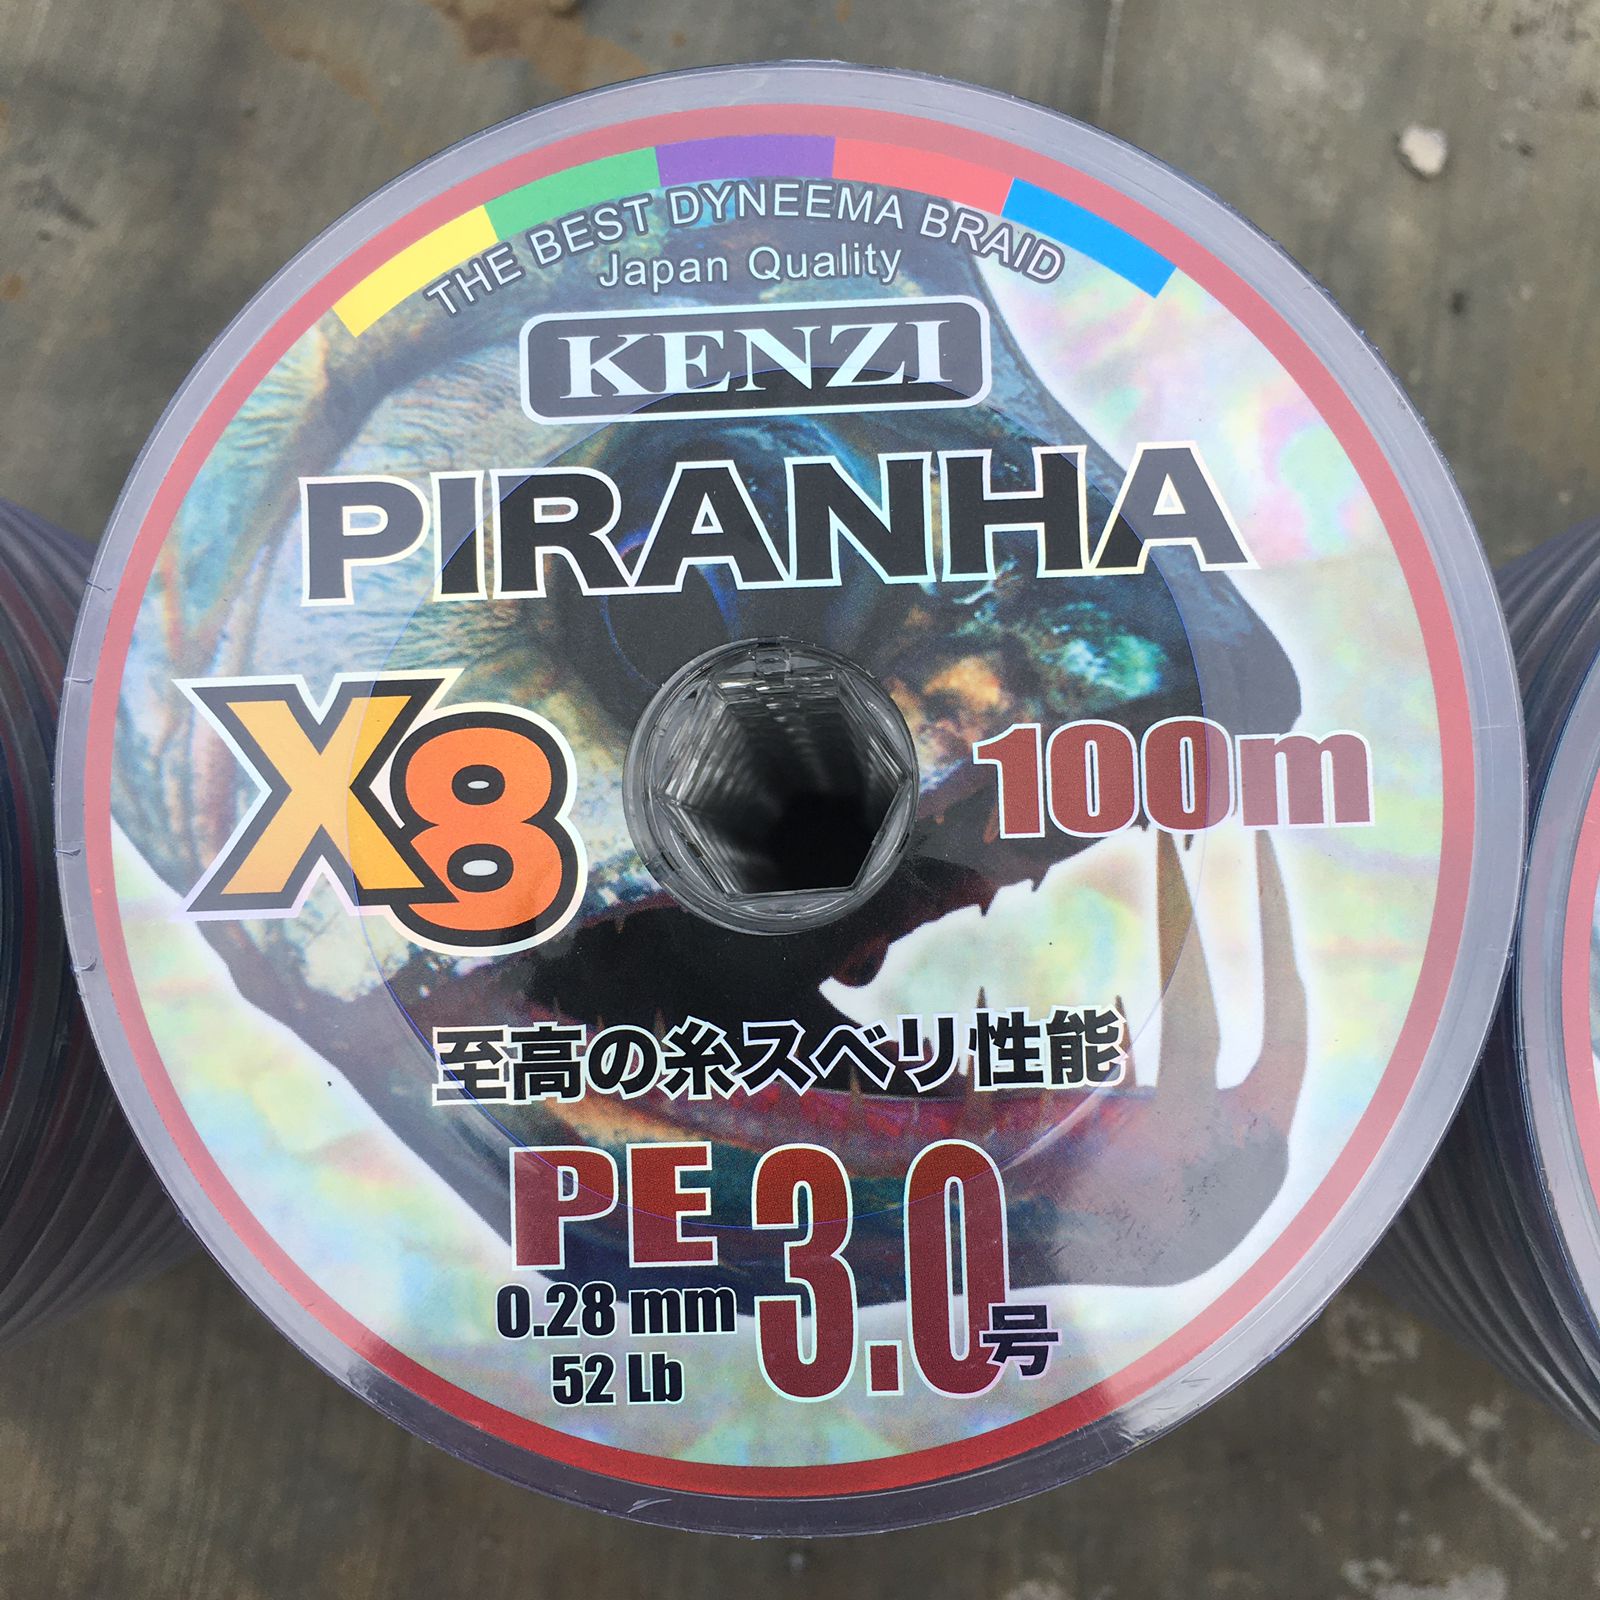 THE BEST DYNEEMA BRAID
Japan Quality
KENZI
PIRANHA
X8
100m
至高の糸スベリ性能
PE 3.0号
0.28 mm
52 Lb